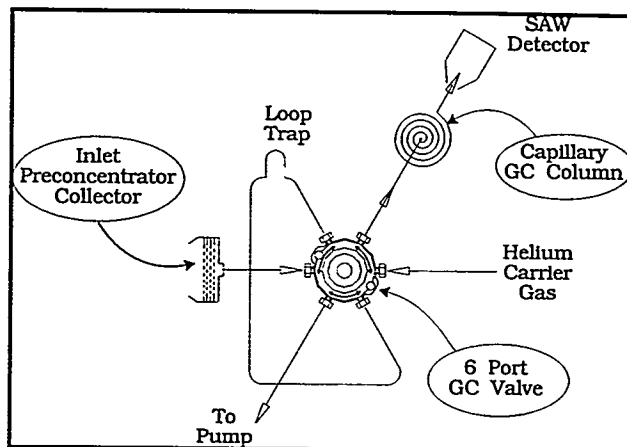 SAW
Detector
Loop
Trap
Inlet
Preconcentrator
Collector
Capillary
GC Column
Helium
Carrier
Gas
6 Port
GC Valve
To
Pump